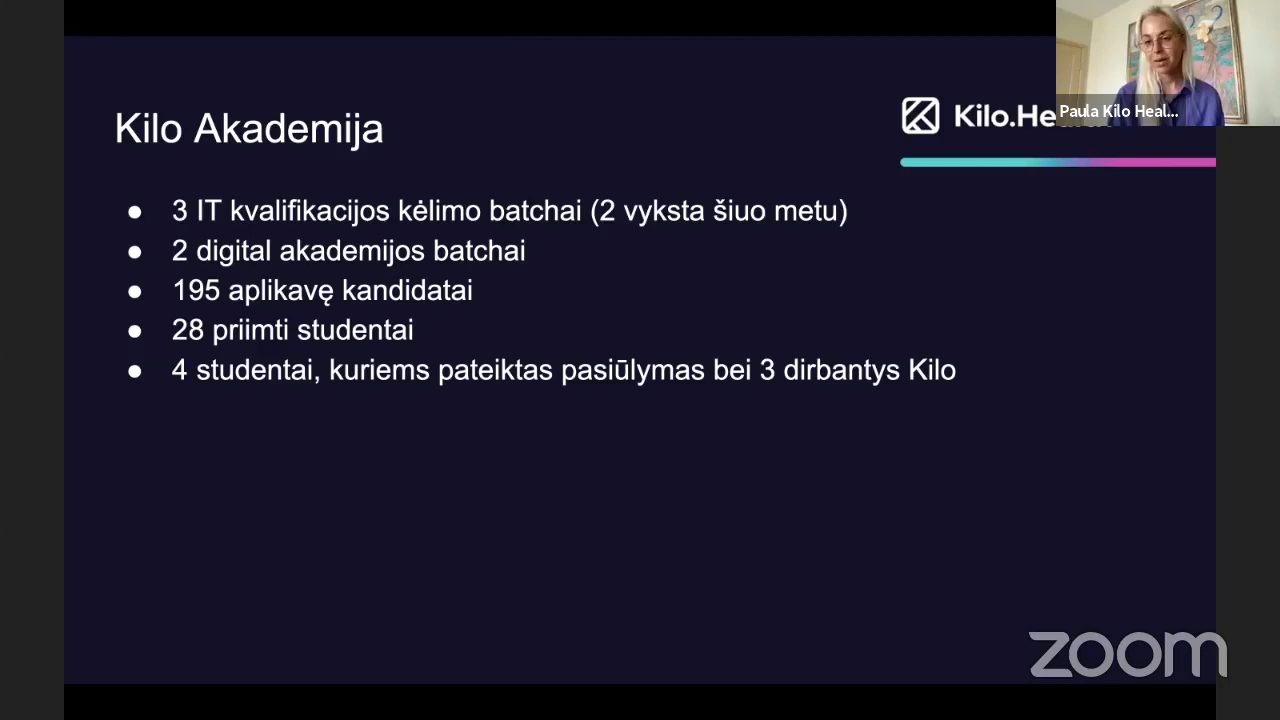 Kilo Akademija
Kilo.He
Paula Kilo Heal...
● 3 IT kvalifikacijos kėlimo batchai (2 vyksta šiuo metu)
● 2 digital akademijos batchai
● 195 aplikavę kandidatai
● 28 priimti studentai
● 4 studentai, kuriems pateiktas pasiūlymas bei 3 dirbantys Kilo
zoom